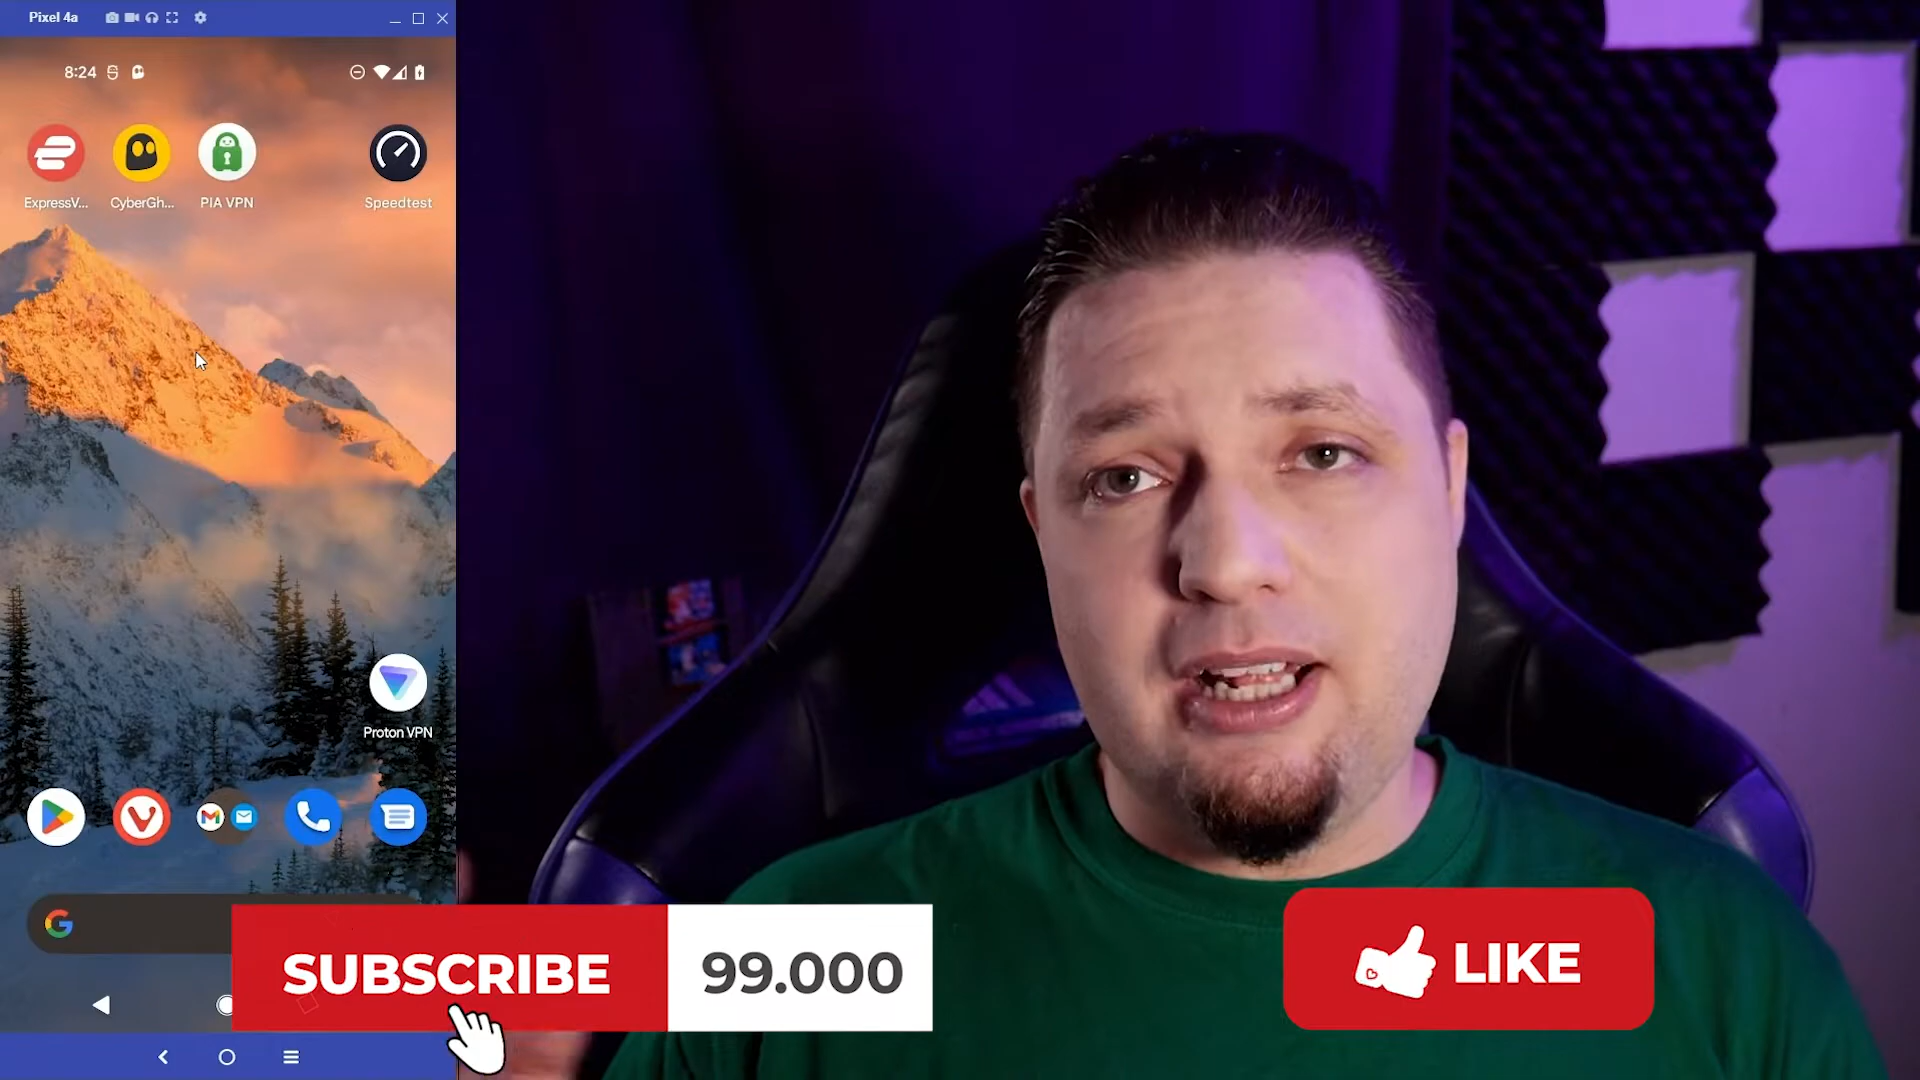 Pixel 4a
8:24
ExpressV...
CyberGh...
PIA VPN
Speedtest
Proton VPN
SUBSCRIBE
99.000
LIKE